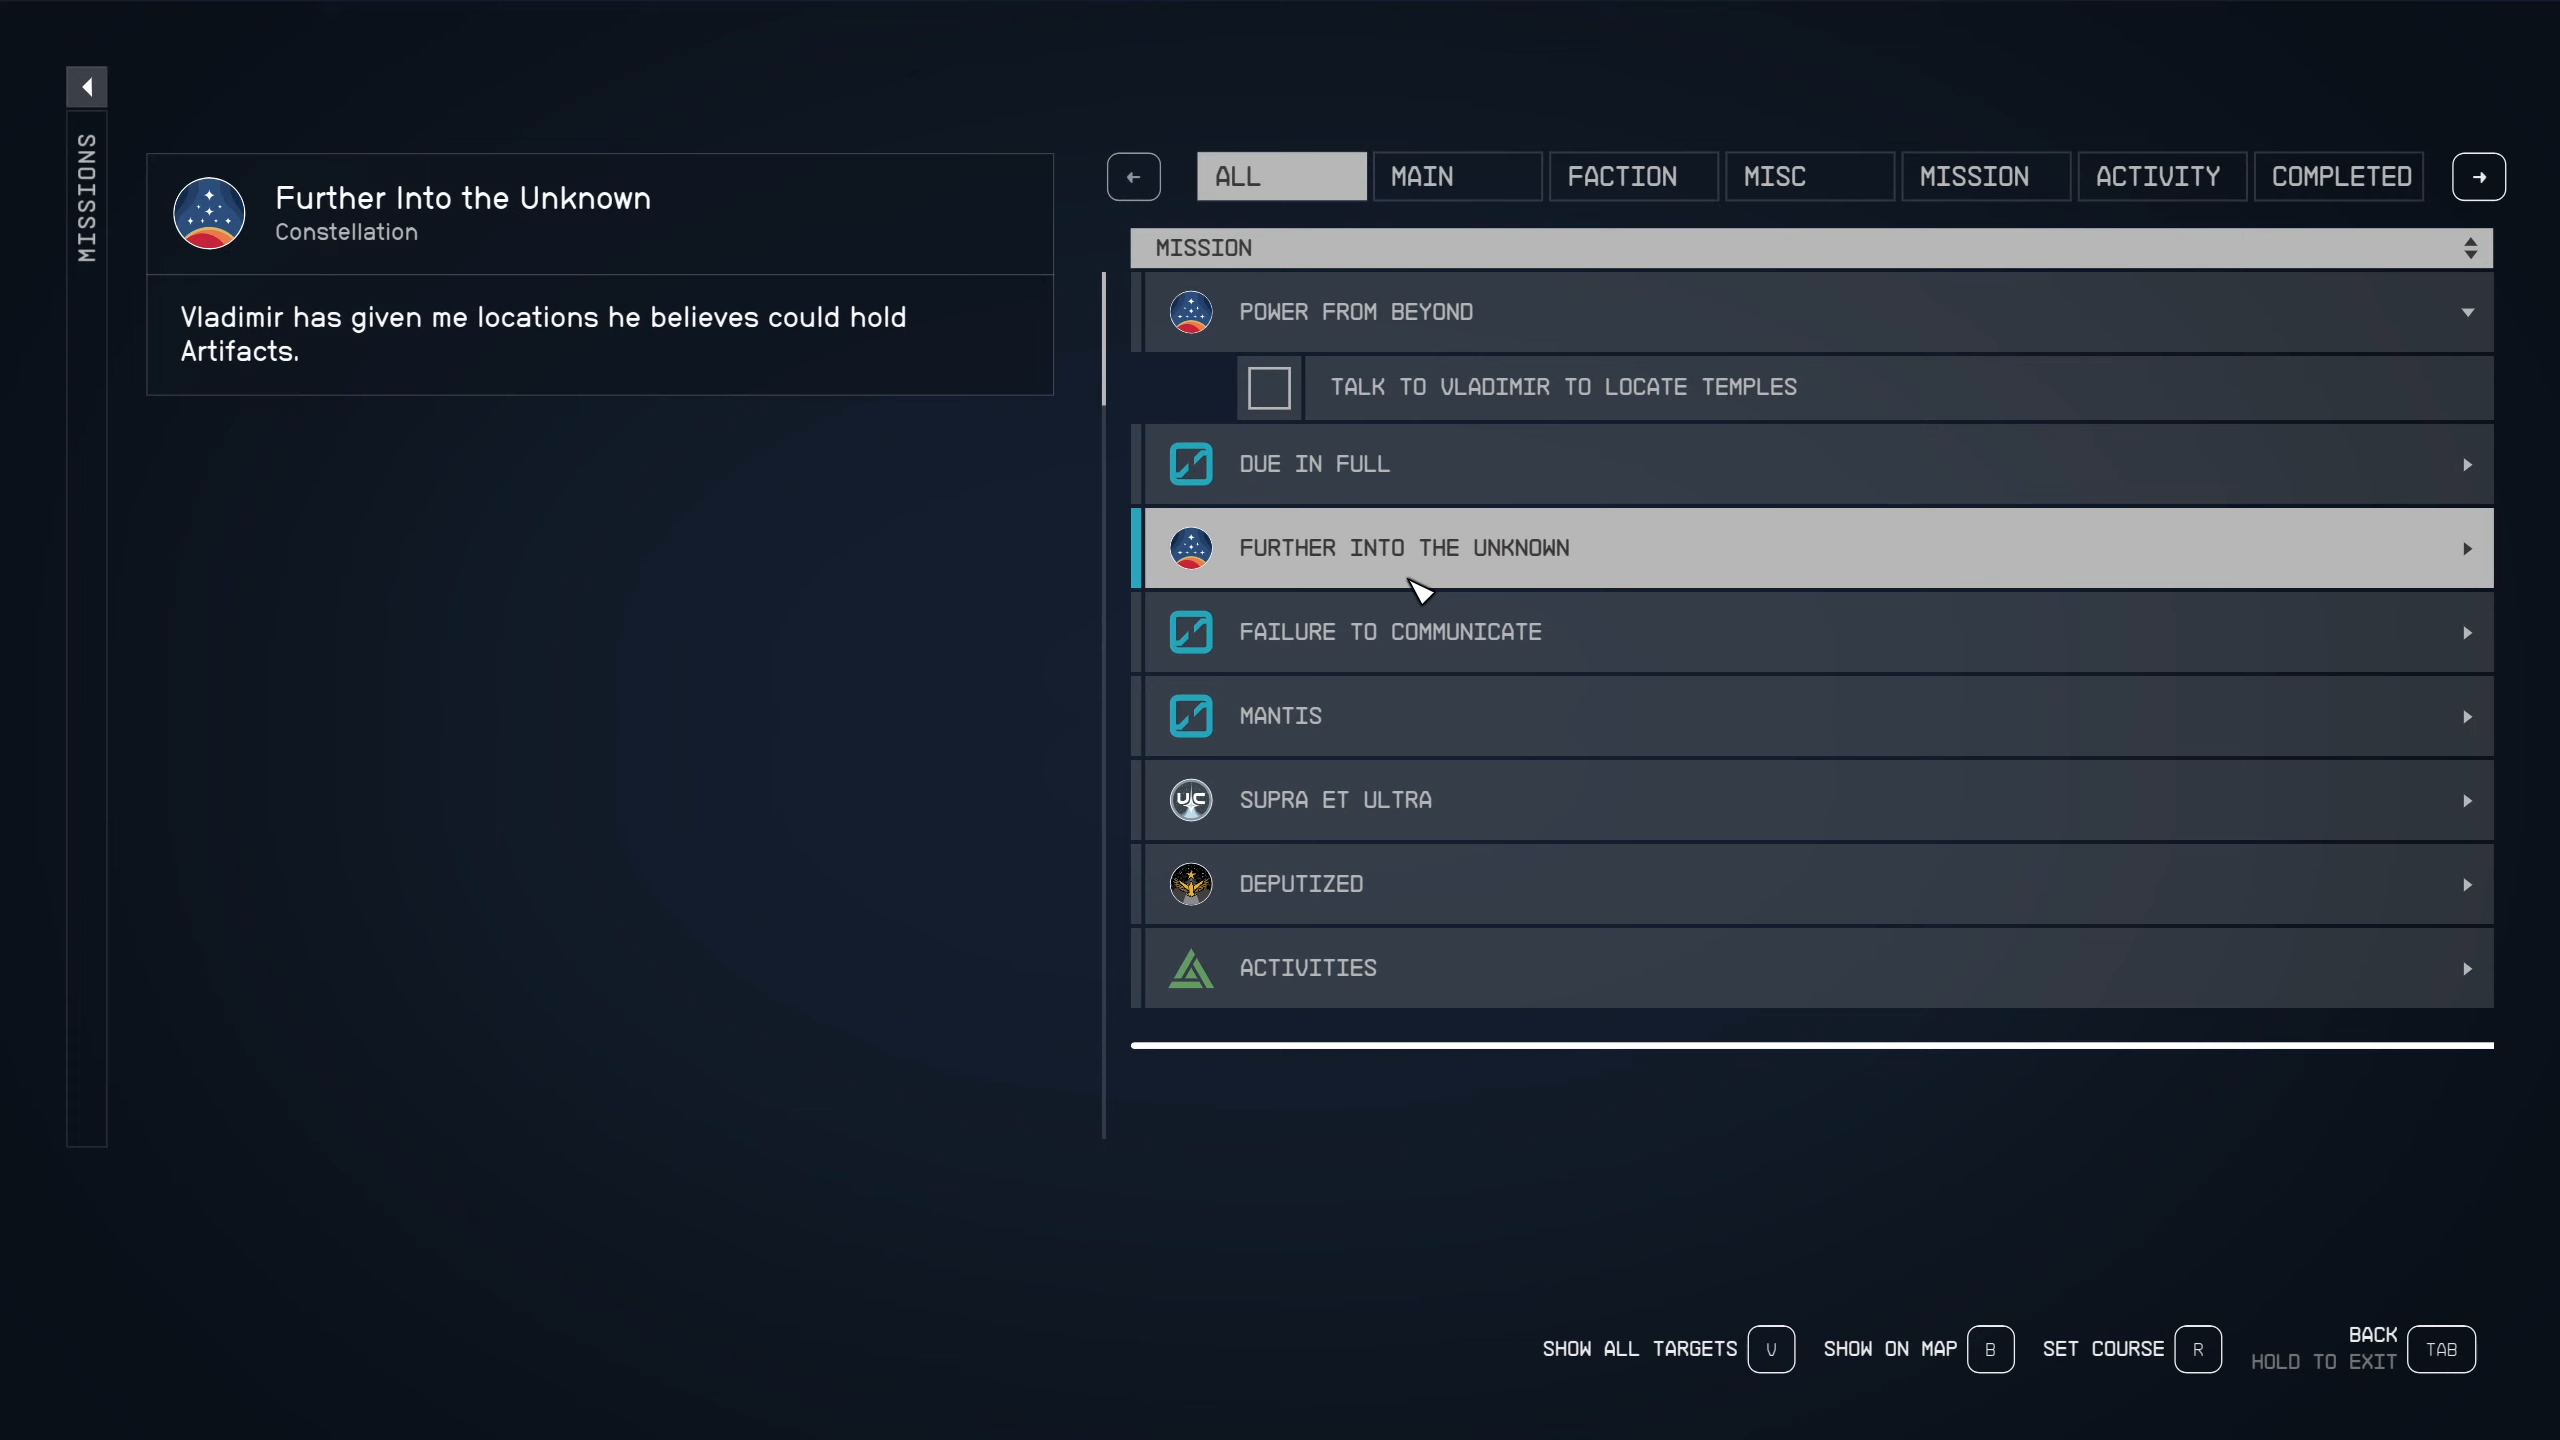 MISSIONS
Further Into the Unknown
Constellation
Vladimir has given me locations he believes could hold
Artifacts.
ALL
MAIN
FACTION
MISC
MISSION
ACTIVITY
COMPLETED
MISSION
POWER FROM BEYOND
TALK TO VLADIMIR TO LOCATE TEMPLES
DUE IN FULL
FURTHER INTO THE UNKNOWN
FAILURE TO COMMUNICATE
MANTIS
UC
SUPRA ET ULTRA
DEPUTIZED
ACTIVITIES
SHOW ALL TARGETS V
SHOW ON MAP B
SET COURSE R
BACK
HOLD TO EXIT
TAB